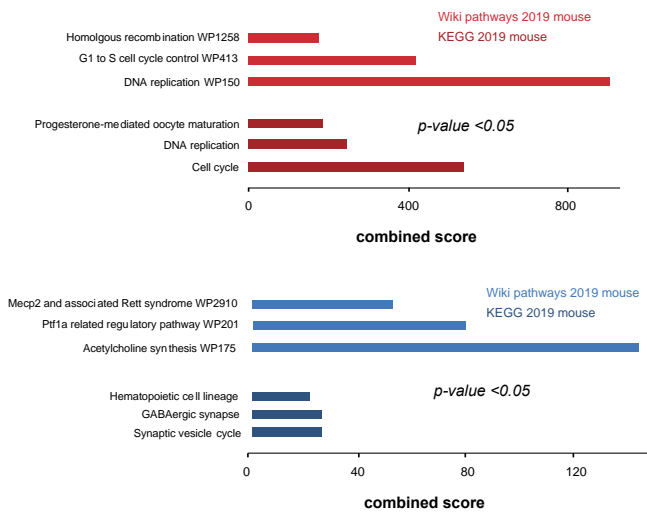 Wiki pathways 2019 mouse
KEGG 2019 mouse
Homolgous recombination WP1258
G1 to S cell cycle control WP413
DNA replication WP150
Progesterone-mediated oocyte maturation
p-value <0.05
DNA replication
Cell cycle
0 400 800
combined score
Wiki pathways 2019 mouse
KEGG 2019 mouse
Mecp2 and associated Rett syndrome WP2910
Ptf1a related regulatory pathway WP201
Acetylcholine synthesis WP175
p-value <0.05
Hematopoietic cell lineage
GABAergic synapse
Synaptic vesicle cycle
0 40 80 120
combined score